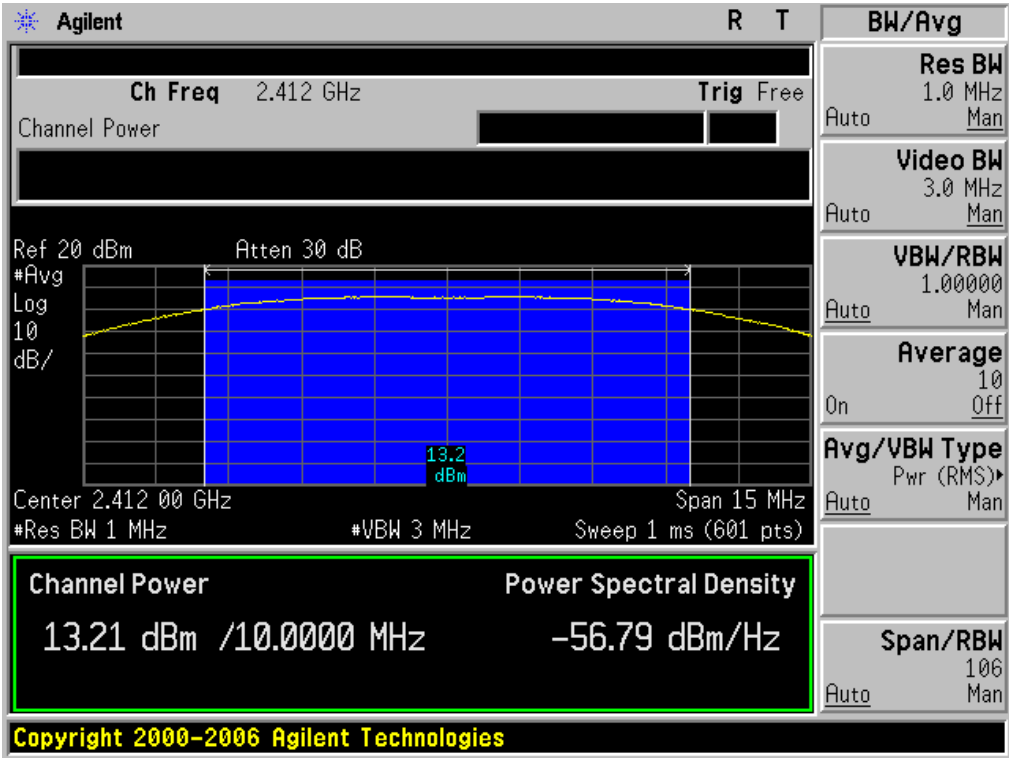 Agilent R T
Ch Freq 2.412 GHz Trig Free
Channel Power
Ref 20 dBm Atten 30 dB
#Avg
Log
10
dB/
13.2
dBm
Center 2.412 00 GHz Span 15 MHz
#Res BW 1 MHz #VBW 3 MHz Sweep 1 ms (601 pts)
Channel Power Power Spectral Density
13.21 dBm /10.0000 MHz -56.79 dBm/Hz
Copyright 2000-2006 Agilent Technologies
BW/Avg
Res BW
1.0 MHz
Auto Man
Video BW
3.0 MHz
Auto Man
VBW/RBW
1.00000
Auto Man
Average
10
On Off
Avg/VBW Type
Pwr (RMS)▸
Auto Man
Span/RBW
106
Auto Man